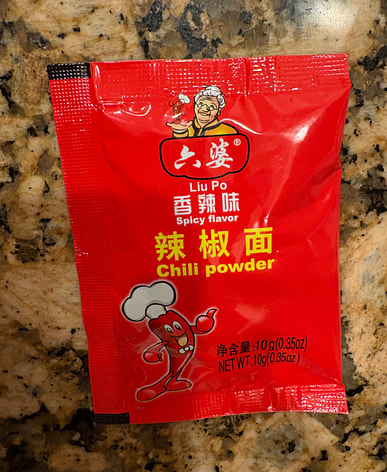 六婆®
Liu Po
香辣味
Spicy flavor
辣椒面
Chili powder
净含量:10g(0.35oz)
NET WT:10g(0.35oz)